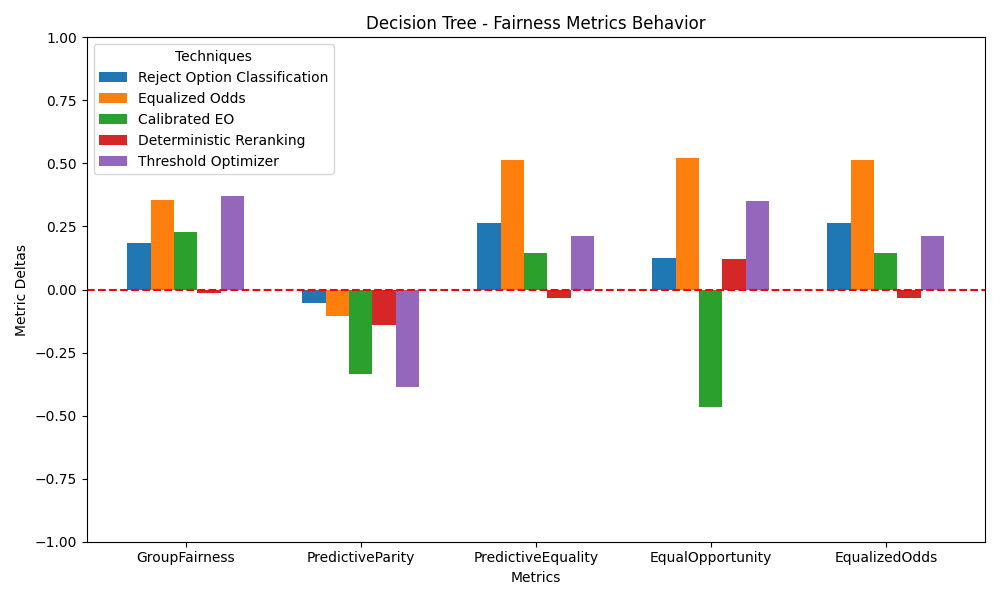 Decision Tree - Fairness Metrics Behavior
Techniques
Reject Option Classification
Equalized Odds
Calibrated EO
Deterministic Reranking
Threshold Optimizer
Metric Deltas
1.00
0.75
0.50
0.25
0.00
−0.25
−0.50
−0.75
−1.00
GroupFairness
PredictiveParity
PredictiveEquality
EqualOpportunity
EqualizedOdds
Metrics